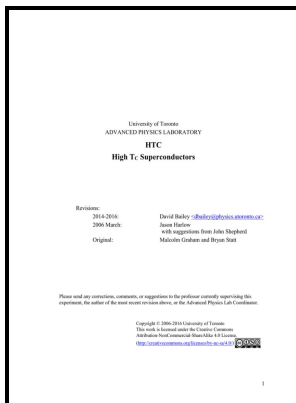 University of Toronto
ADVANCED PHYSICS LABORATORY
HTC
High TC Superconductors
Revisions:
2014-2016: David Bailey <dbailey@physics.utoronto.ca>
2006 March: Jason Harlow
with suggestions from John Shepherd
Original: Malcolm Graham and Bryan Statt
Please send any corrections, comments, or suggestions to the professor currently supervising this
experiment, the author of the most recent revision above, or the Advanced Physics Lab Coordinator.
Copyright © 2006-2016 University of Toronto
This work is licensed under the Creative Commons
Attribution-NonCommercial-ShareAlike 4.0 License.
(http://creativecommons.org/licenses/by-nc-sa/4.0/)
1